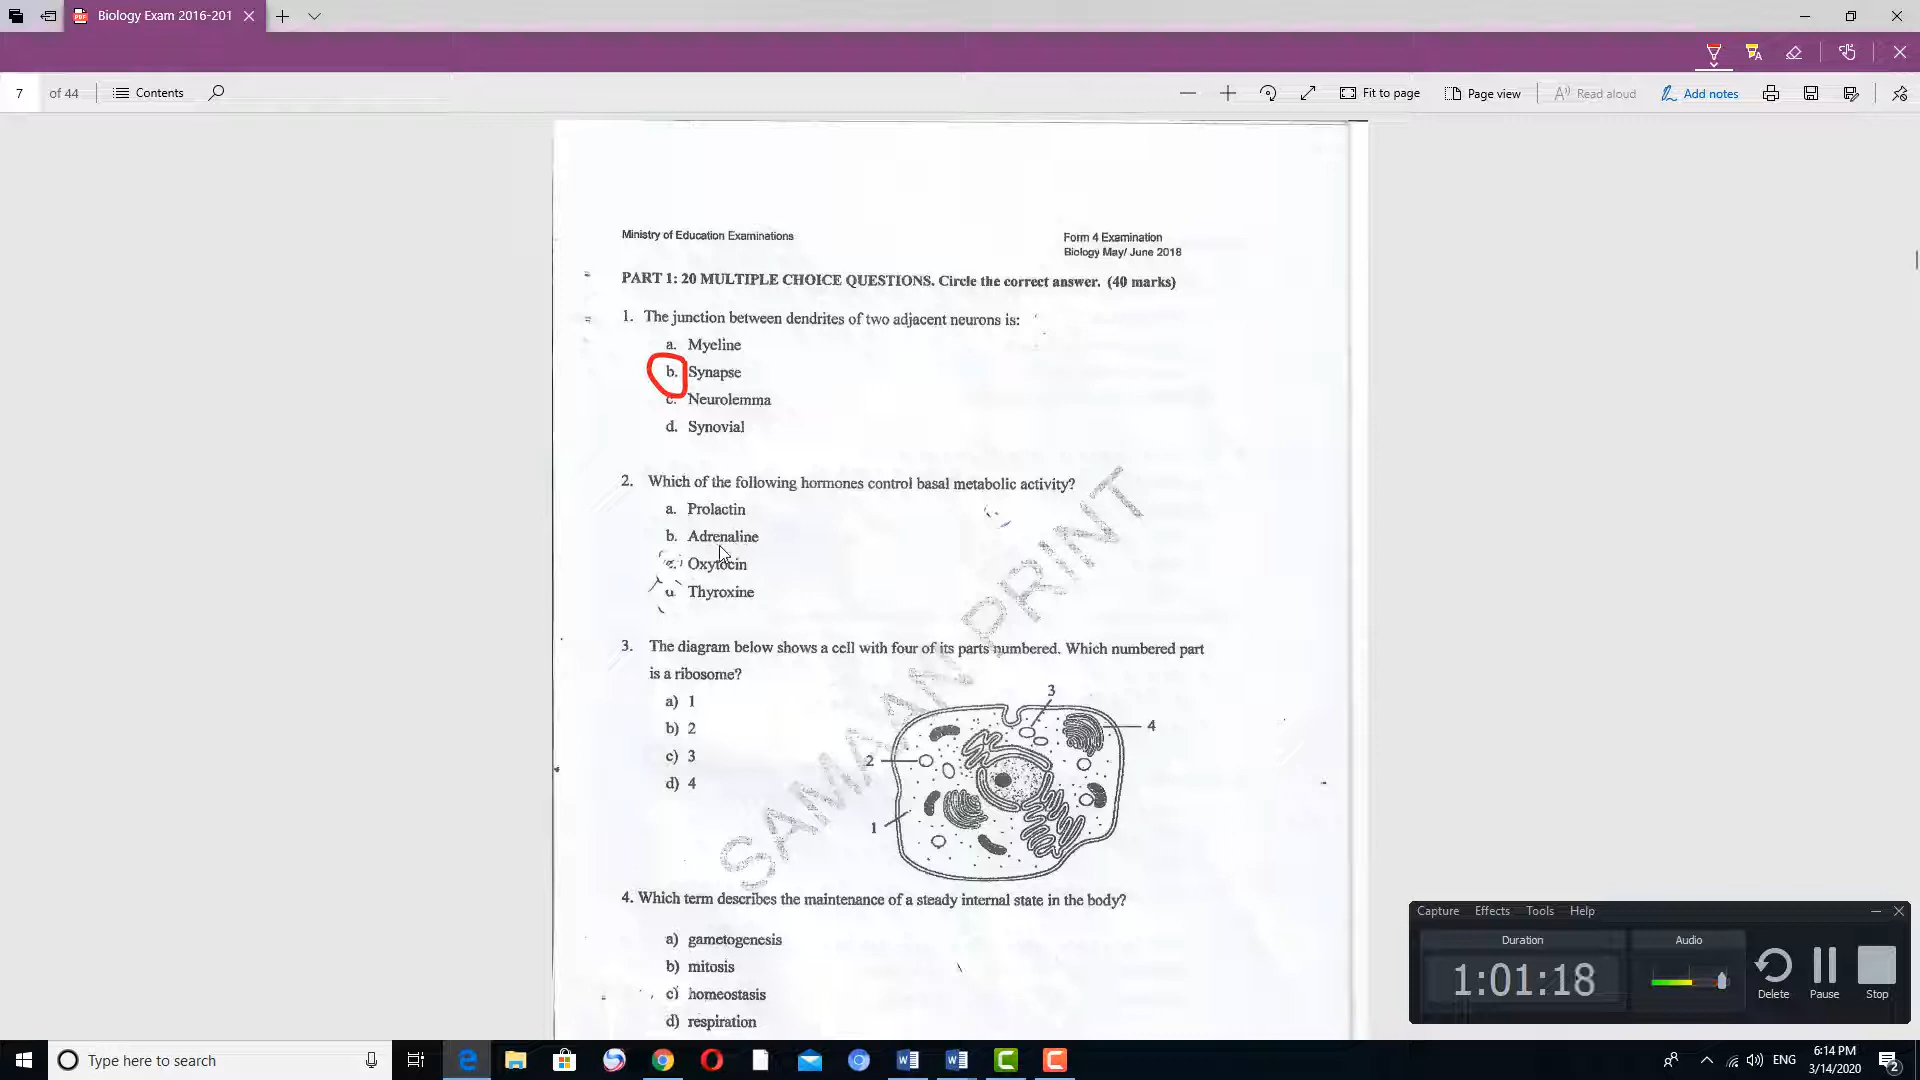 Biology Exam 2016-201
7 of 44 Contents Fit to page Page view Read aloud Add notes
Ministry of Education Examinations
Form 4 Examination
Biology May/ June 2018
PART 1: 20 MULTIPLE CHOICE QUESTIONS. Circle the correct answer. (40 marks)
1. The junction between dendrites of two adjacent neurons is:
a. Myeline
b. Synapse
c. Neurolemma
d. Synovial
2. Which of the following hormones control basal metabolic activity?
a. Prolactin
b. Adrenaline
c. Oxytocin
d. Thyroxine
3. The diagram below shows a cell with four of its parts numbered. Which numbered part
is a ribosome?
a) 1
b) 2
c) 3
d) 4
3
4
2
1
SAMAAN PRINT
4. Which term describes the maintenance of a steady internal state in the body?
a) gametogenesis
b) mitosis
c) homeostasis
d) respiration
Capture Effects Tools Help
Duration Audio
1:01:18
Delete Pause Stop
Type here to search
ENG
6:14 PM
3/14/2020
2